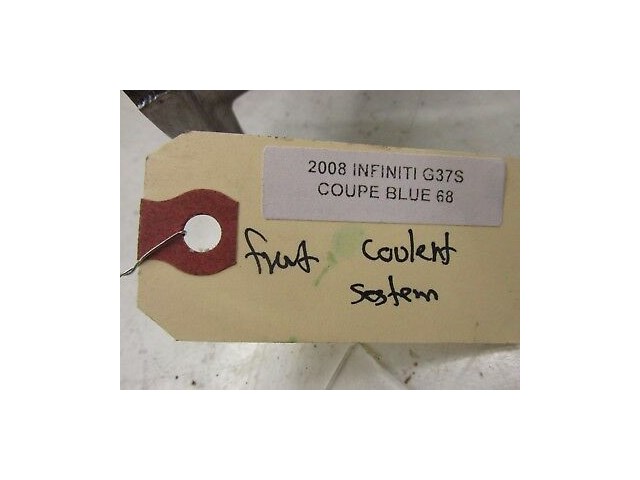 2008 INFINITI G37S
COUPE BLUE 68
frut coulent
sostem